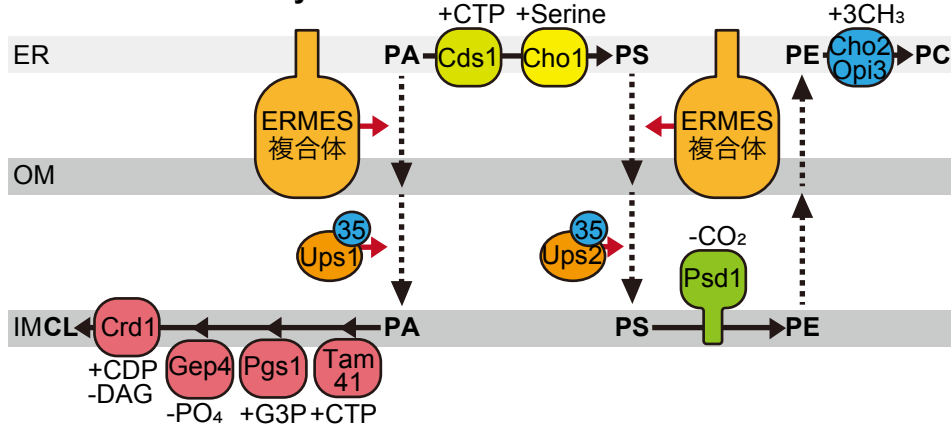 +CTP +Serine +3CH₃
ER PA Cds1 Cho1 PS PE Cho2 PC
Opi3
ERMES ERMES
複合体 複合体
OM
35 35
Ups1 Ups2
-CO₂
Psd1
IM CL Crd1 PA PS PE
+CDP Gep4 Pgs1 Tam
-DAG 41
-PO₄ +G3P +CTP